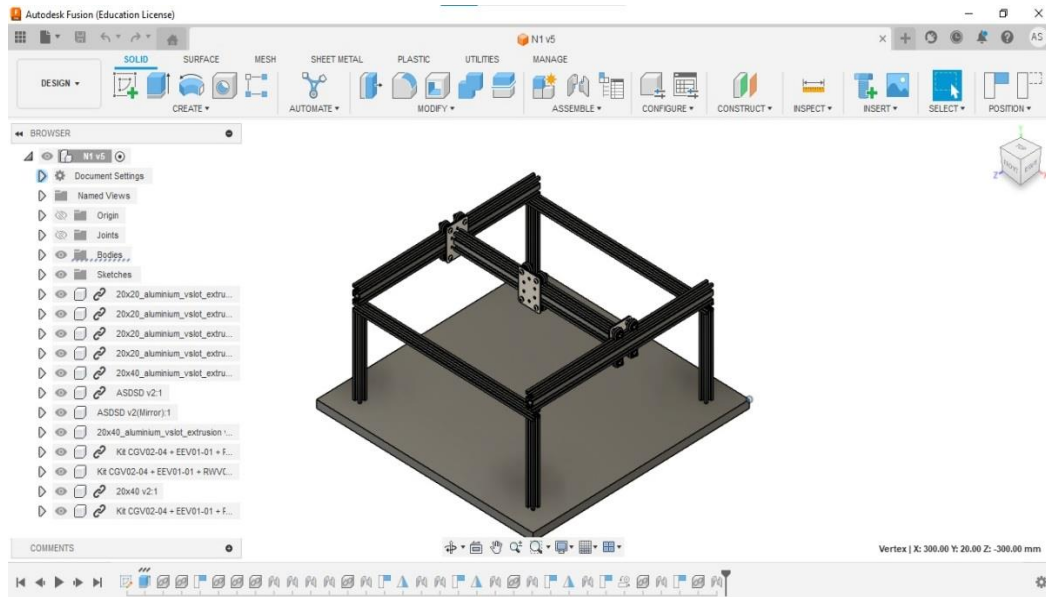 Autodesk Fusion (Education License)
N1 v5
AS
SOLID SURFACE MESH SHEET METAL PLASTIC UTILITIES MANAGE
DESIGN
CREATE AUTOMATE MODIFY ASSEMBLE CONFIGURE CONSTRUCT INSPECT INSERT SELECT POSITION
BROWSER
N1 v5
Document Settings
Named Views
Origin
Joints
Bodies
Sketches
20x20_aluminium_vslot_extru...
20x20_aluminium_vslot_extru...
20x20_aluminium_vslot_extru...
20x20_aluminium_vslot_extru...
20x40_aluminium_vslot_extru...
ASDSD v2:1
ASDSD v2(Mirror):1
20x40_aluminium_vslot_extrusion
Kit CGV02-04 + EEV01-01 +
Kit CGV02-04 + EEV01-01 + RWV
20x40 v2:1
Kit CGV02-04 + EEV01-01 +
TOP
Z
COMMENTS
Vertex | X: 300.00 Y: 20.00 Z: -300.00 mm